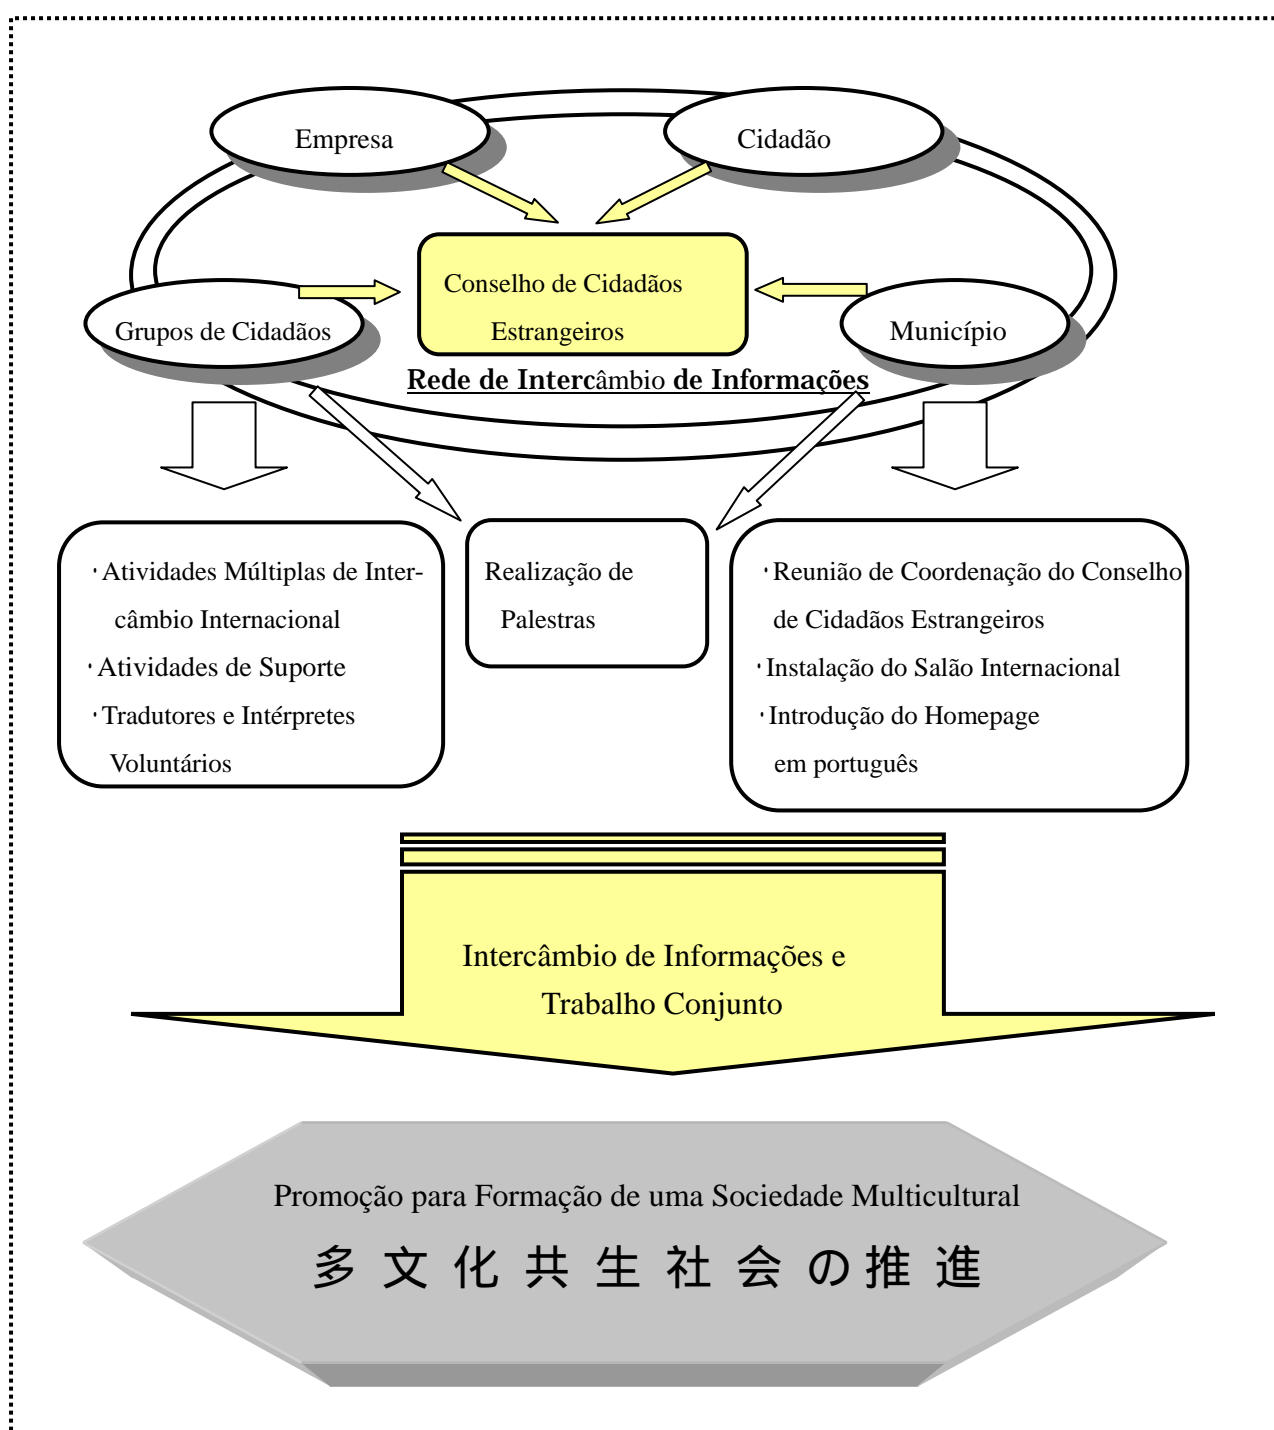 Empresa
Cidadão
Conselho de Cidadãos
Estrangeiros
Grupos de Cidadãos
Município
Rede de Intercâmbio de Informações
·Atividades Múltiplas de Inter-
câmbio Internacional
·Atividades de Suporte
·Tradutores e Intérpretes
Voluntários
Realização de
Palestras
·Reunião de Coordenação do Conselho
de Cidadãos Estrangeiros
·Instalação do Salão Internacional
·Introdução do Homepage
em português
Intercâmbio de Informações e
Trabalho Conjunto
Promoção para Formação de uma Sociedade Multicultural
多文化共生社会の推進